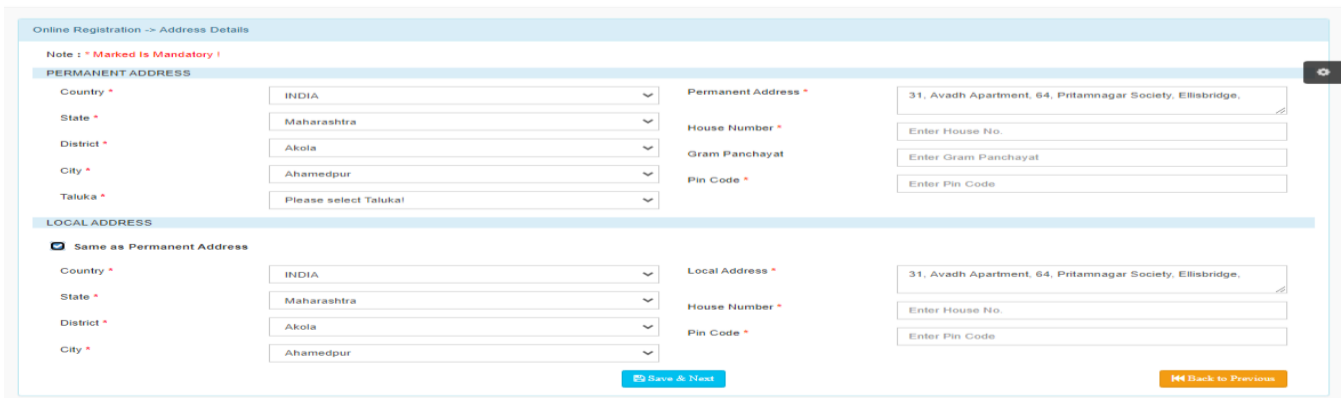 Online Registration -> Address Details
Note : * Marked Is Mandatory !
PERMANENT ADDRESS
Country * INDIA
State * Maharashtra
District * Akola
City * Ahamedpur
Taluka * Please select Taluka!
Permanent Address * 31, Avadh Apartment, 64, Pritamnagar Society, Ellisbridge,
House Number * Enter House No.
Gram Panchayat Enter Gram Panchayat
Pin Code * Enter Pin Code
LOCAL ADDRESS
Same as Permanent Address
Country * INDIA
State * Maharashtra
District * Akola
City * Ahamedpur
Local Address * 31, Avadh Apartment, 64, Pritamnagar Society, Ellisbridge,
House Number * Enter House No.
Pin Code * Enter Pin Code
Save & Next
Back to Previous